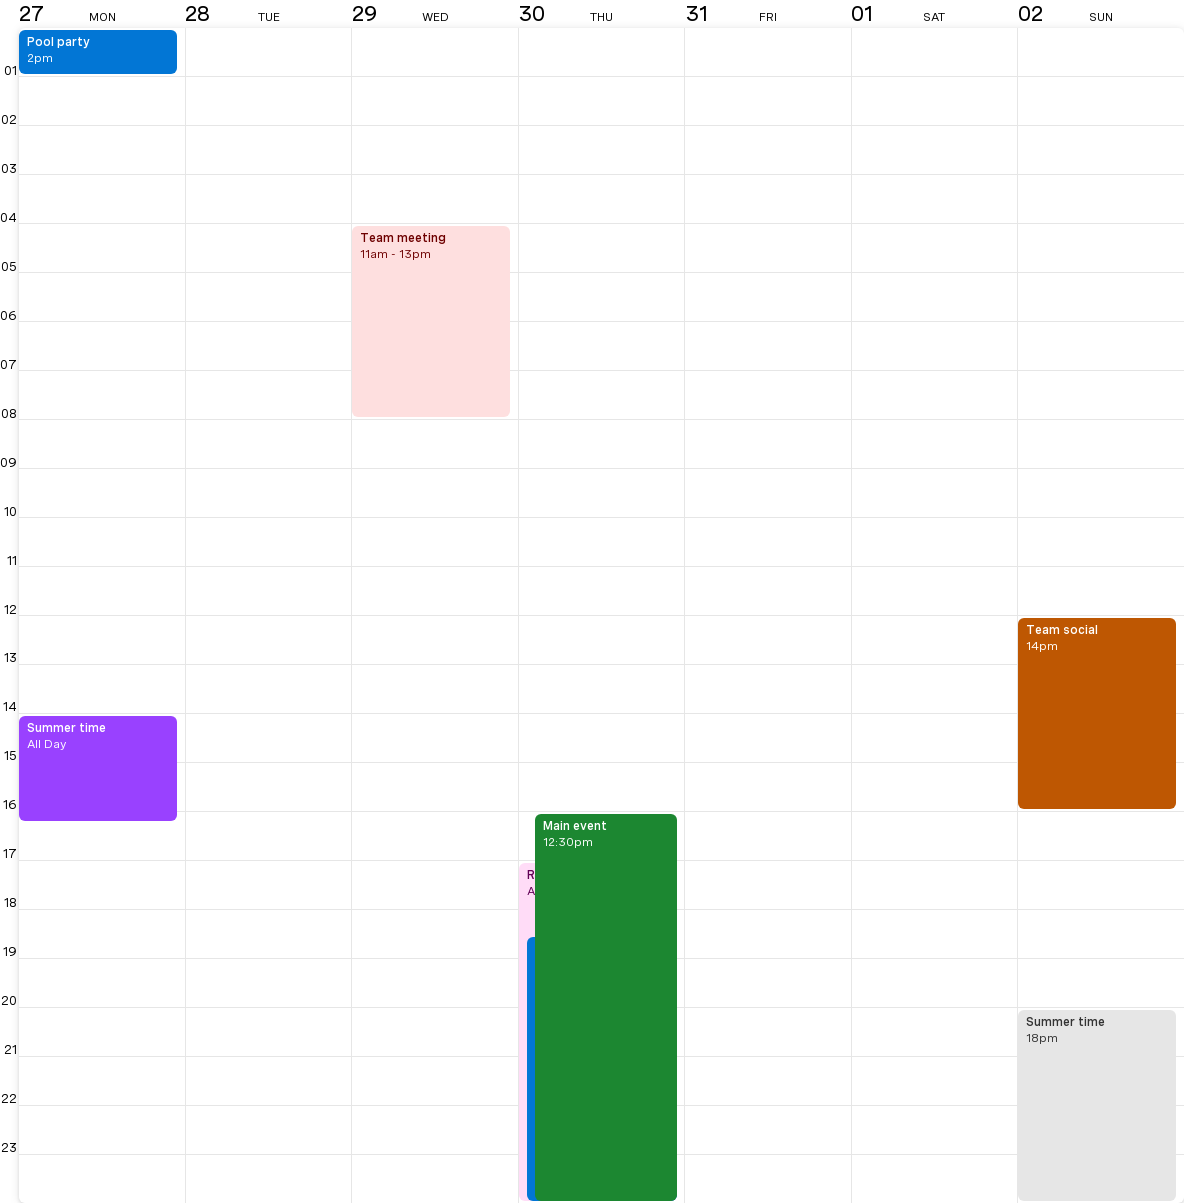 27 MON 28 TUE 29 WED 30 THU 31 FRI 01 SAT 02 SUN
Pool party
2pm
01
02
03
04
Team meeting
11am - 13pm
05
06
07
08
09
10
11
12
Team social
13
14pm
14
Summer time
All Day
15
16
Main event
12:30pm
17
R
A
18
19
20
Summer time
18pm
21
22
23